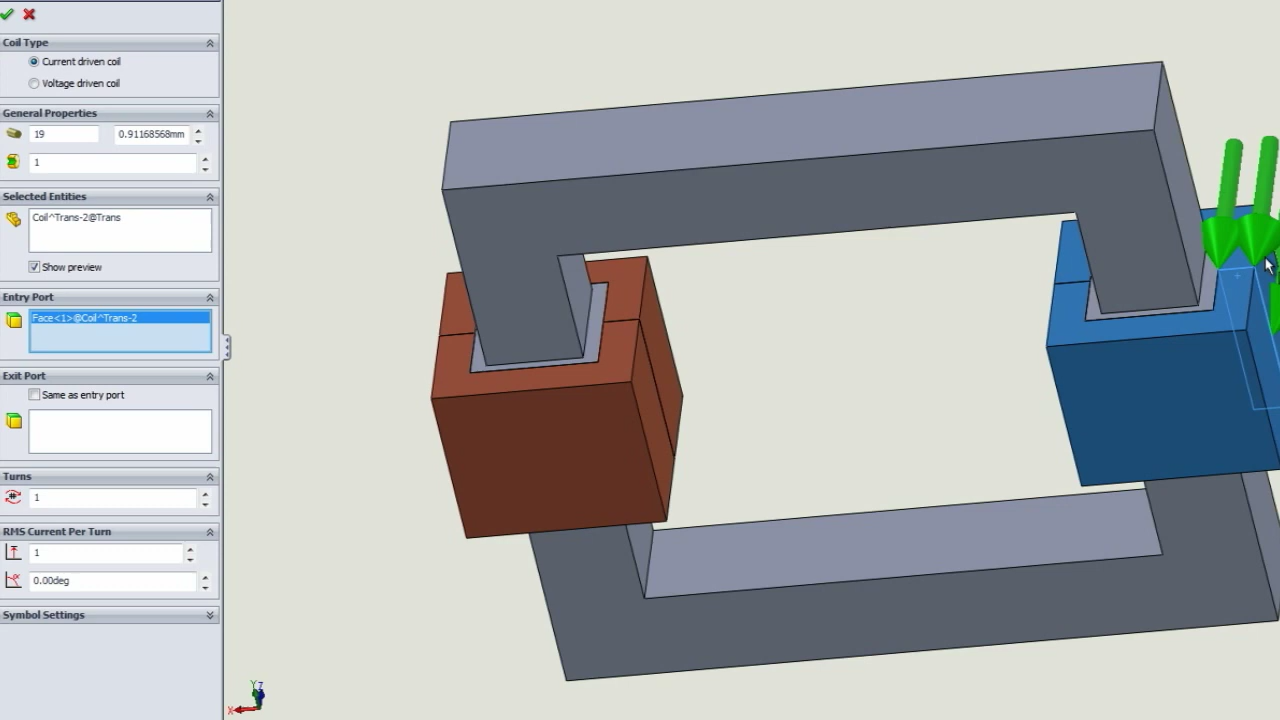 Coil Type
Current driven coil
Voltage driven coil
General Properties
19
0.91168568mm
1
Selected Entities
Coil^Trans-2@Trans
Show preview
Entry Port
Face<1>@Coil^Trans-2
Exit Port
Same as entry port
Turns
1
RMS Current Per Turn
1
0.00deg
Symbol Settings
Y
Z
X